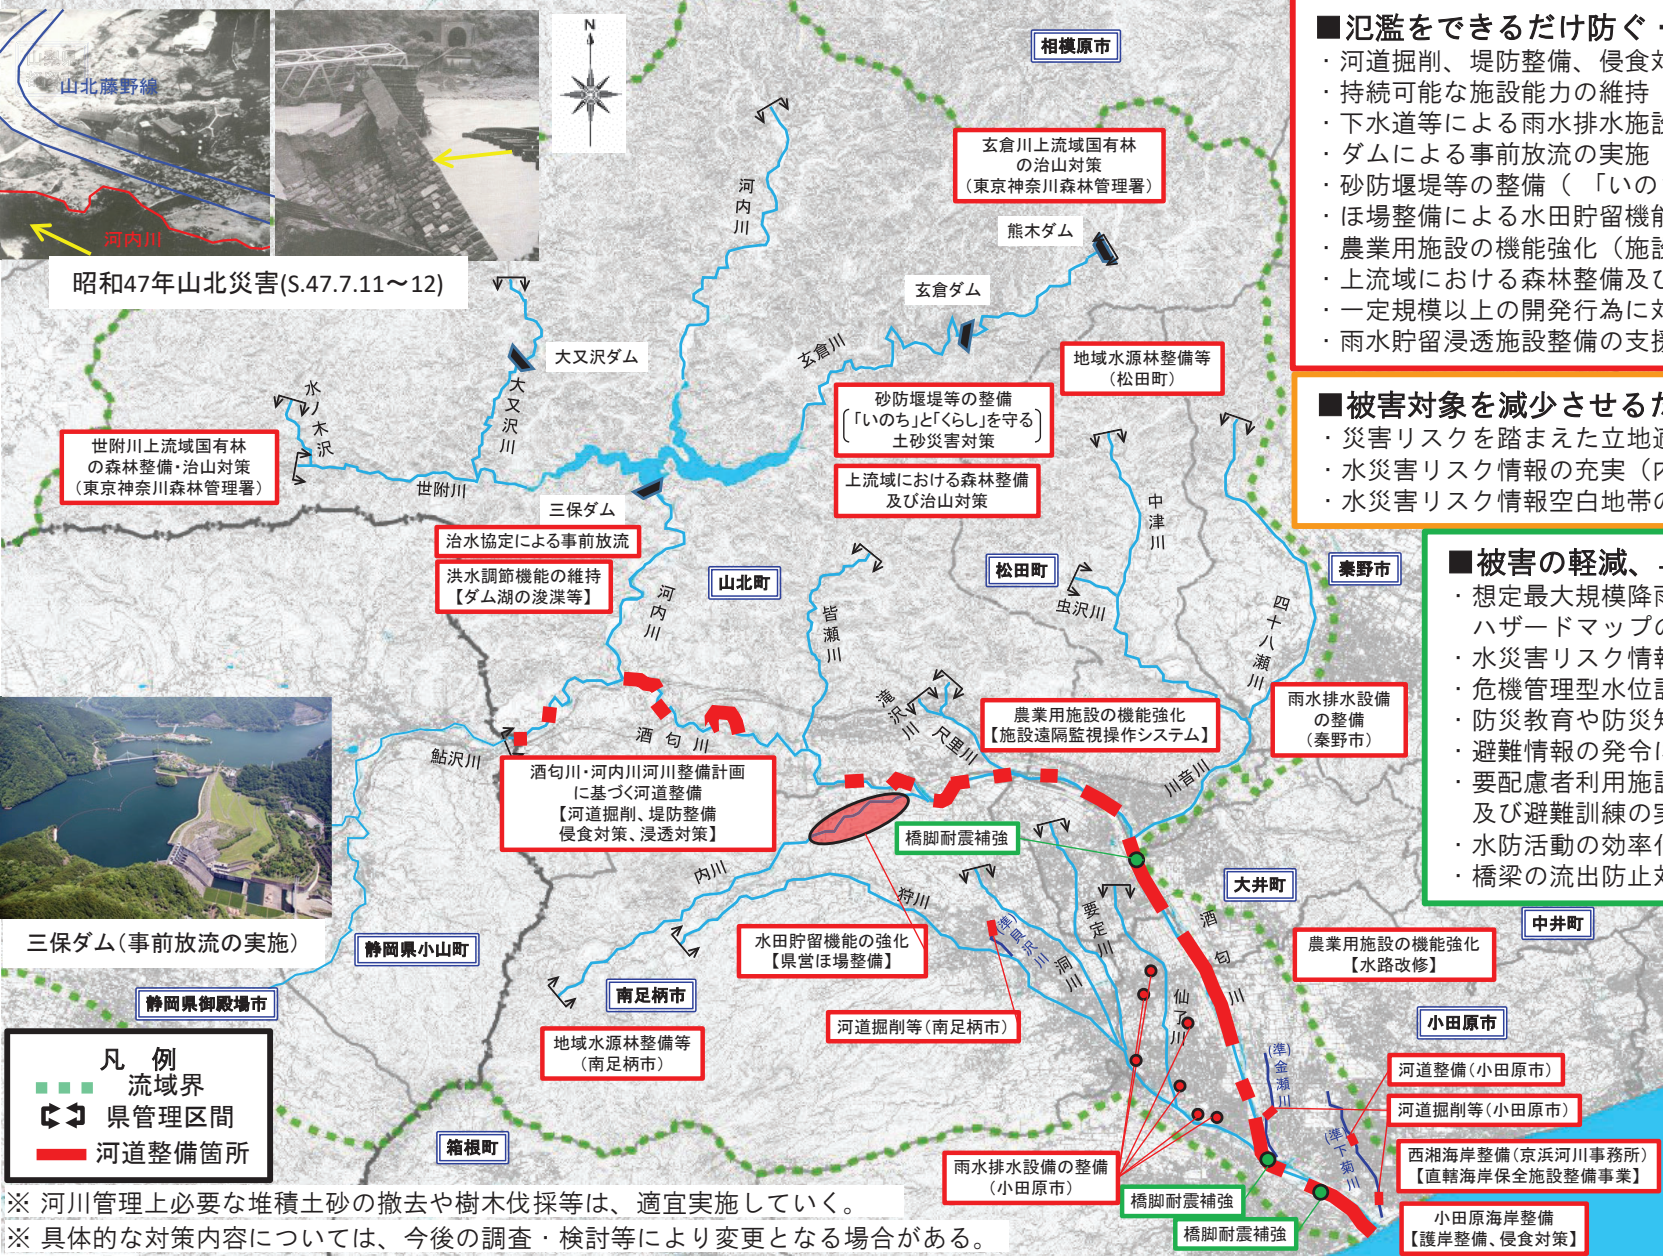 山北藤野線
河内川
昭和47年山北災害(S.47.7.11～12)
N
相模原市
玄倉川上流域国有林
の治山対策
(東京神奈川森林管理署)
河内川
熊木ダム
玄倉ダム
玄倉川
大又沢ダム
大又沢川
水ノ木沢
世附川上流域国有林
の森林整備・治山対策
(東京神奈川森林管理署)
世附川
地域水源林整備等
(松田町)
砂防堰堤等の整備
「いのち」と「くらし」を守る
土砂災害対策
上流域における森林整備
及び治山対策
三保ダム
治水協定による事前放流
洪水調節機能の維持
【ダム湖の浚渫等】
山北町
松田町
秦野市
中津川
虫沢川
四十八瀬川
河内川
皆瀬川
滝沢川
尺里川
農業用施設の機能強化
【施設遠隔監視操作システム】
雨水排水設備
の整備
(秦野市)
鮎沢川
酒匂川
川音川
酒匂川・河内川河川整備計画
に基づく河道整備
【河道掘削、堤防整備
侵食対策、浸透対策】
橋脚耐震補強
内川
狩川
大井町
中井町
要定川
酒匂川
三保ダム(事前放流の実施)
静岡県小山町
静岡県御殿場市
水田貯留機能の強化
【県営ほ場整備】
(準)貝沢川
洞川
仙了川
農業用施設の機能強化
【水路改修】
南足柄市
小田原市
河道掘削等(南足柄市)
地域水源林整備等
(南足柄市)
(準)金瀬川
河道整備(小田原市)
河道掘削等(小田原市)
(準)下菊川
箱根町
雨水排水設備の整備
(小田原市)
西湘海岸整備(京浜河川事務所)
【直轄海岸保全施設整備事業】
橋脚耐震補強
橋脚耐震補強
小田原海岸整備
【護岸整備、侵食対策】
凡 例
流域界
県管理区間
河道整備箇所
※ 河川管理上必要な堆積土砂の撤去や樹木伐採等は、適宜実施していく。
※ 具体的な対策内容については、今後の調査・検討等により変更となる場合がある。
■氾濫をできるだけ防ぐ・
・河道掘削、堤防整備、侵食対
・持続可能な施設能力の維持
・下水道等による雨水排水施設
・ダムによる事前放流の実施
・砂防堰堤等の整備（ 「いの
・ほ場整備による水田貯留機能
・農業用施設の機能強化（施設
・上流域における森林整備及び
・一定規模以上の開発行為に対
・雨水貯留浸透施設整備の支援
■被害対象を減少させるた
・災害リスクを踏まえた立地適
・水災害リスク情報の充実（内
・水災害リスク情報空白地帯の
■被害の軽減、
・想定最大規模降雨
ハザードマップの
・水災害リスク情報
・危機管理型水位計
・防災教育や防災知
・避難情報の発令に
・要配慮者利用施設
及び避難訓練の実
・水防活動の効率化
・橋梁の流出防止対